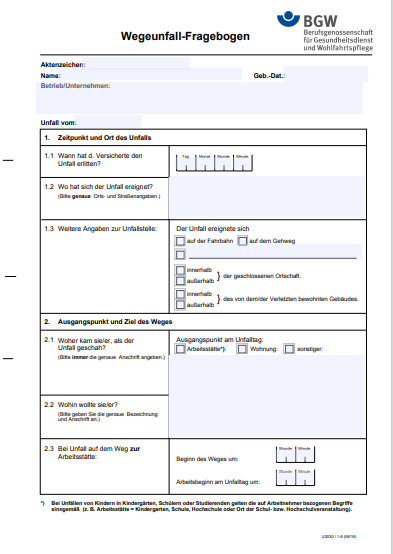 BGW
Berufsgenossenschaft
für Gesundheitsdienst
und Wohlfahrtspflege
Wegeunfall-Fragebogen
Aktenzeichen:
Name: Geb.-Dat.:
Betrieb/Unternehmen:
Unfall vom:
1. Zeitpunkt und Ort des Unfalls
1.1 Wann hat d. Versicherte den
Unfall erlitten?
Tag Monat Stunde Minute
1.2 Wo hat sich der Unfall ereignet?
(Bitte genaue Orts- und Straßenangaben.)
1.3 Weitere Angaben zur Unfallstelle:
Der Unfall ereignete sich
auf der Fahrbahn auf dem Gehweg
innerhalb
außerhalb } der geschlossenen Ortschaft.
innerhalb
außerhalb } des von dem/der Verletzten bewohnten Gebäudes.
2. Ausgangspunkt und Ziel des Weges
2.1 Woher kam sie/er, als der
Unfall geschah?
(Bitte immer die genaue Anschrift angeben.)
Ausgangspunkt am Unfalltag:
Arbeitsstätte*): Wohnung: sonstiger:
2.2 Wohin wollte sie/er?
(Bitte geben Sie die genaue Bezeichnung
und Anschrift an.)
2.3 Bei Unfall auf dem Weg zur
Arbeitsstätte:
Stunde Minute
Beginn des Weges um:
Stunde Minute
Arbeitsbeginn am Unfalltag um:
*) Bei Unfällen von Kindern in Kindergärten, Schülern oder Studierenden gelten die auf Arbeitnehmer bezogenen Begriffe
sinngemäß (z. B. Arbeitsstätte = Kindergarten, Schule, Hochschule oder Ort der Schul- bzw. Hochschulveranstaltung).